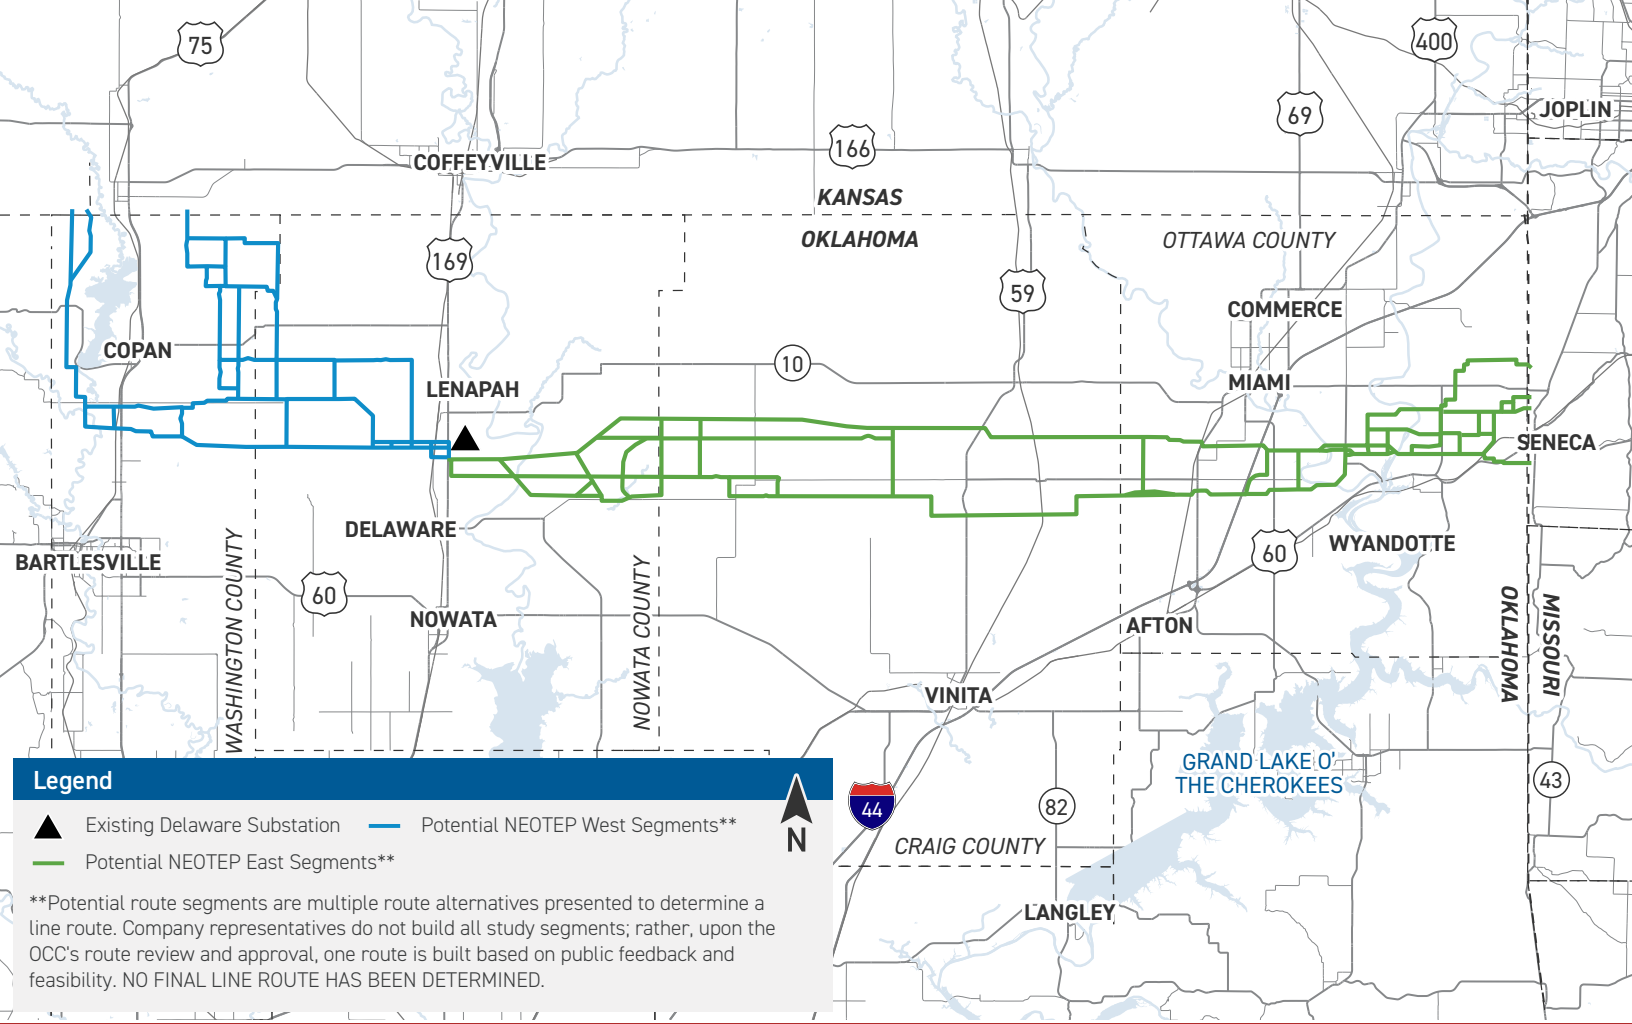 75
400
69
JOPLIN
166
COFFEYVILLE
KANSAS
OKLAHOMA
OTTAWA COUNTY
169
59
COMMERCE
COPAN
10
LENAPAH
MIAMI
SENECA
DELAWARE
WYANDOTTE
BARTLESVILLE
60
60
WASHINGTON COUNTY
NOWATA COUNTY
OKLAHOMA
MISSOURI
NOWATA
AFTON
VINITA
GRAND LAKE O'
THE CHEROKEES
43
44
82
CRAIG COUNTY
LANGLEY
Legend
N
Existing Delaware Substation
Potential NEOTEP West Segments**
Potential NEOTEP East Segments**
**Potential route segments are multiple route alternatives presented to determine a
line route. Company representatives do not build all study segments; rather, upon the
OCC's route review and approval, one route is built based on public feedback and
feasibility. NO FINAL LINE ROUTE HAS BEEN DETERMINED.